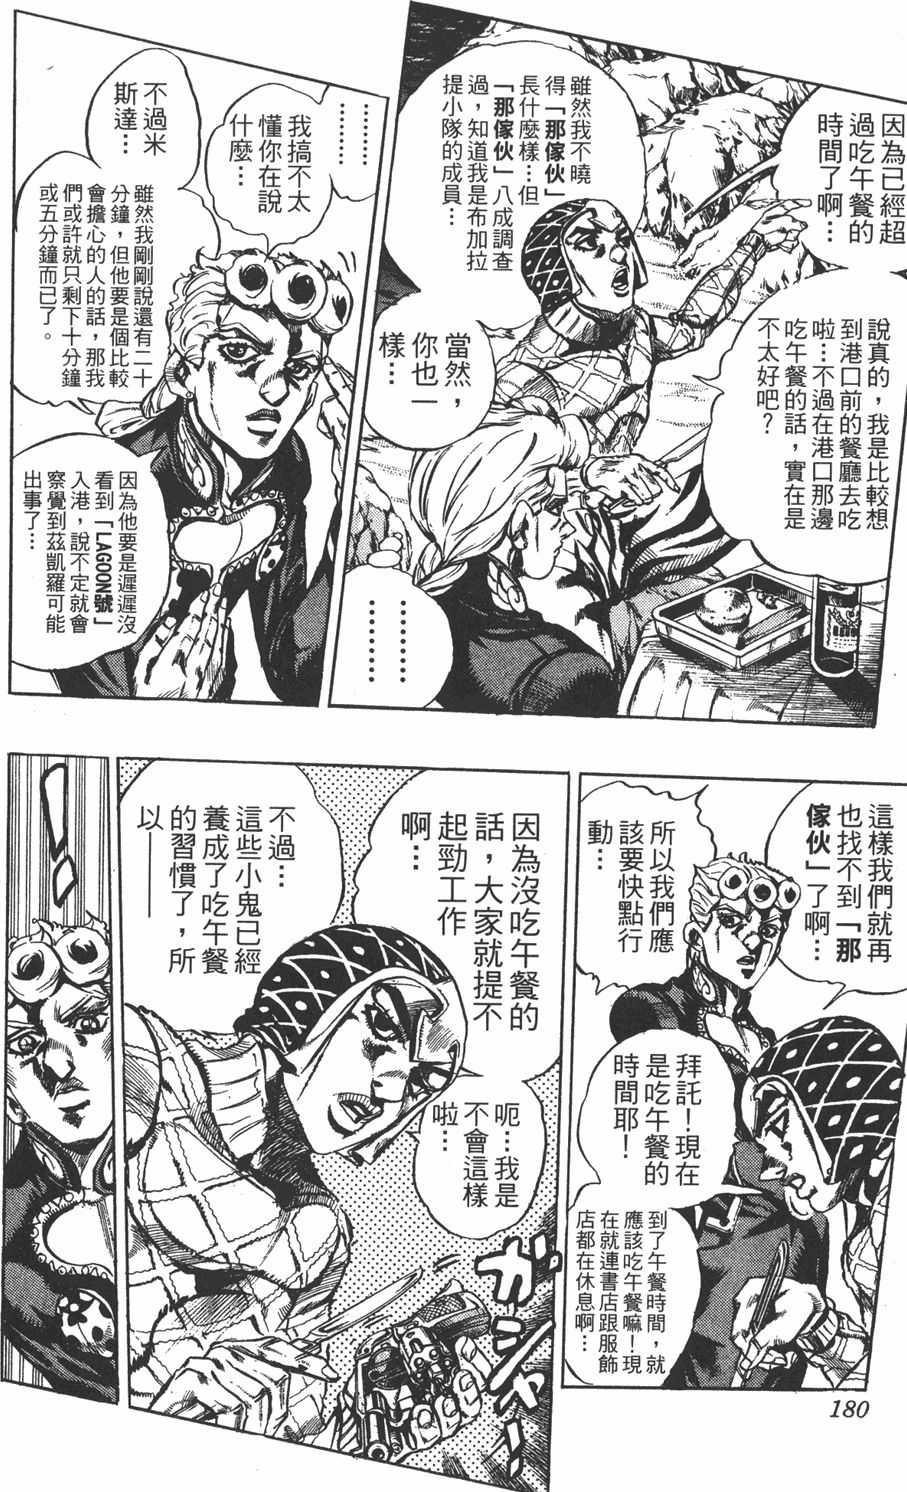 因為已經超
過吃午餐的
時間了啊…
說真的，我是比較想
到港口前的餐廳去吃
啦…不過在港口那邊
吃午餐的話，實在是
不太好吧？
雖然我不曉
得「那傢伙」
長什麼樣…但
「那傢伙」八成調查
過，知道我是布加拉
提小隊的成員…
當然，
你也一
樣…
………
………
………
………
我搞不太
懂你在說
什麼…
不過米
斯達…
雖然我剛剛說還有二十
分鐘，但他要是個比較
會擔心的人的話，那我
們或許就只剩下十分鐘
或五分鐘而已了。
因為他要是遲遲沒
看到「LAGOON號」
入港，說不定就會
察覺到茲凱羅可能
出事了…
這樣我們就再
也找不到「那
傢伙」了啊…
所以我們應
該要快點行
動…
拜託！現在
是吃午餐的
時間耶！
到了午餐時間，就
應該吃午餐嘛！現
在就連書店跟服飾
店都在休息啊…
因為沒吃午餐的
話，大家就提不
起勁工作
啊…
呃…我是
不會這樣
啦…
不過…
這些小鬼已經
養成了吃午餐
的習慣了，所
以——
ガシャ！
！
180